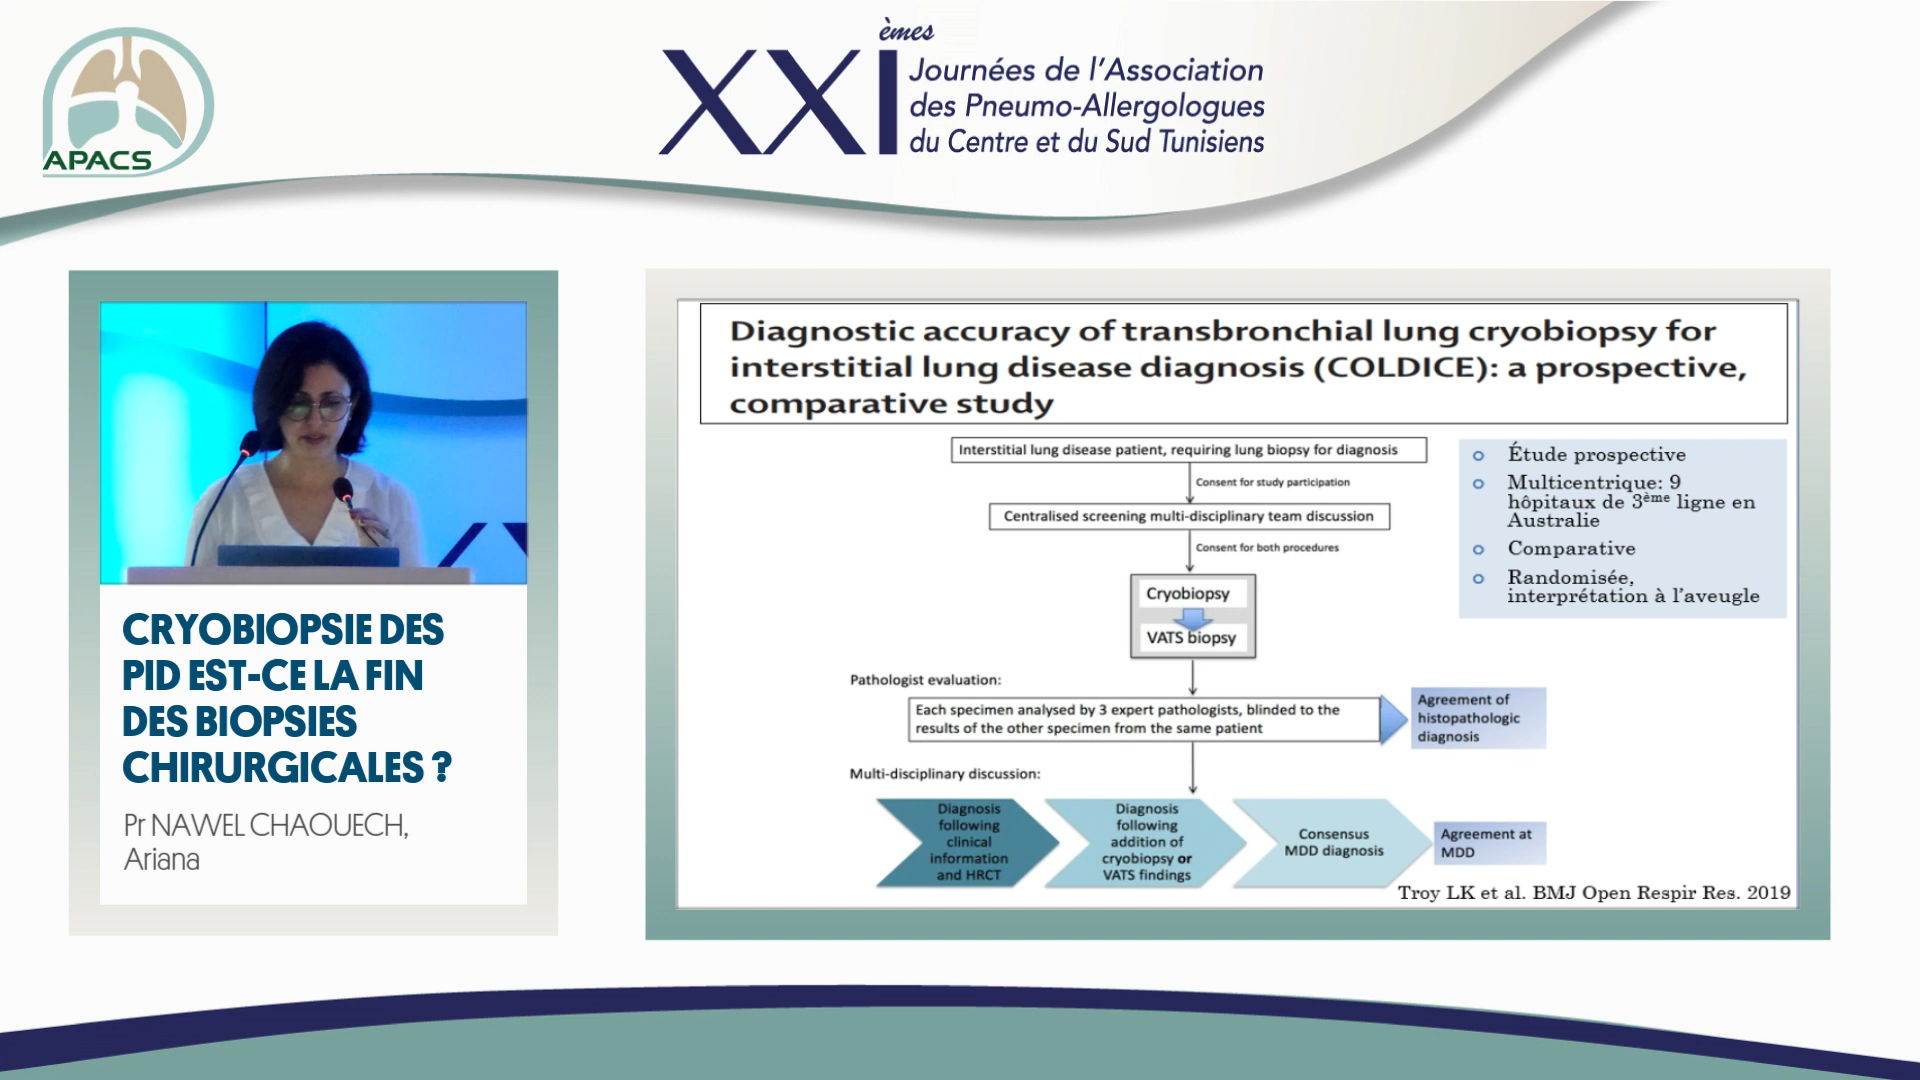 APACS
XXIèmes
Journées de l'Association
des Pneumo-Allergologues
du Centre et du Sud Tunisiens
CRYOBIOPSIE DES
PID EST-CE LA FIN
DES BIOPSIES
CHIRURGICALES ?
Pr NAWEL CHAOUECH,
Ariana
Diagnostic accuracy of transbronchial lung cryobiopsy for
interstitial lung disease diagnosis (COLDICE): a prospective,
comparative study
Interstitial lung disease patient, requiring lung biopsy for diagnosis
Consent for study participation
Centralised screening multi-disciplinary team discussion
Consent for both procedures
Cryobiopsy
VATS biopsy
Pathologist evaluation:
Each specimen analysed by 3 expert pathologists, blinded to the
results of the other specimen from the same patient
Agreement of
histopathologic
diagnosis
Multi-disciplinary discussion:
Diagnosis
following
clinical
information
and HRCT
Diagnosis
following
addition of
cryobiopsy or
VATS findings
Consensus
MDD diagnosis
Agreement at
MDD
o Étude prospective
o Multicentrique: 9
hôpitaux de 3ème ligne en
Australie
o Comparative
o Randomisée,
interprétation à l'aveugle
Troy LK et al. BMJ Open Respir Res. 2019